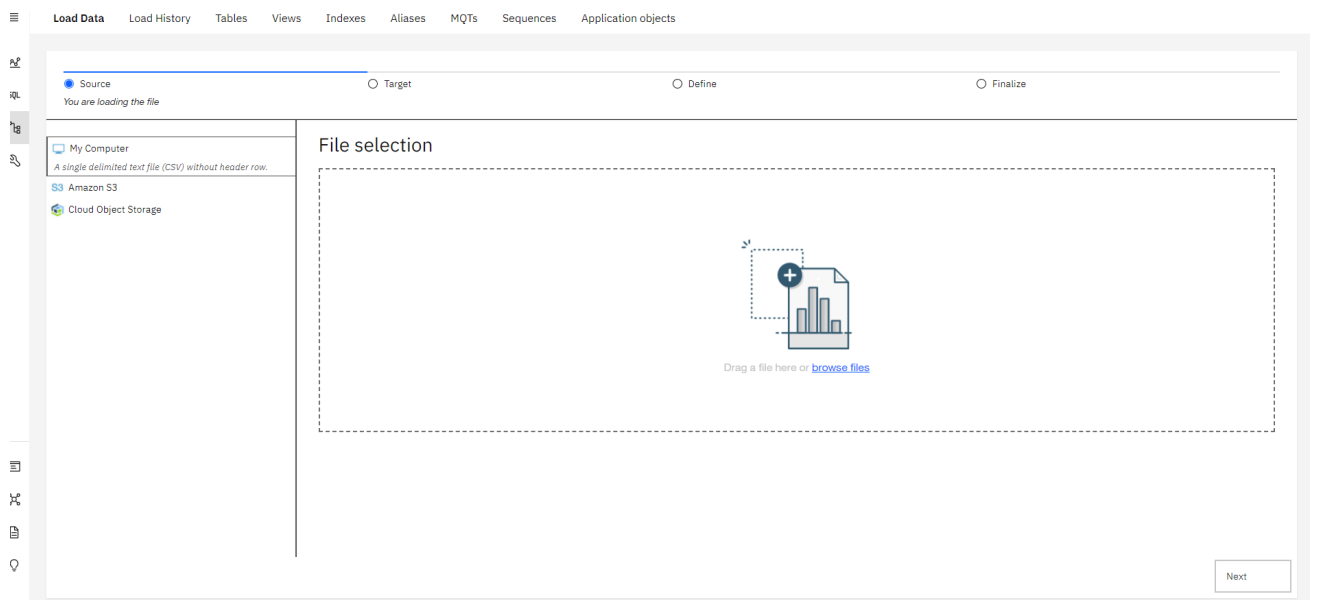 Load Data Load History Tables Views Indexes Aliases MQTs Sequences Application objects
Source Target Define Finalize
You are loading the file
My Computer
A single delimited text file (CSV) without header row.
S3 Amazon S3
Cloud Object Storage
File selection
Drag a file here or browse files
Next